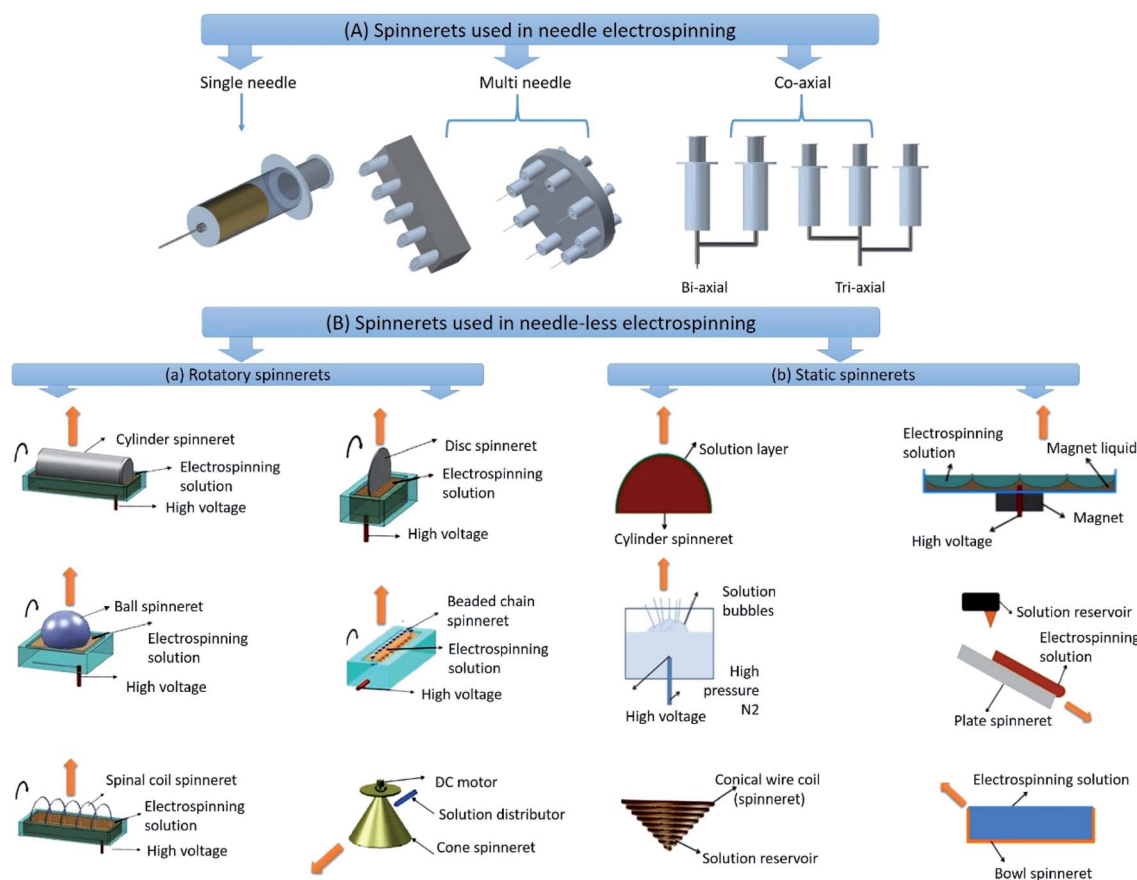 (A) Spinnerets used in needle electrospinning
Single needle
Multi needle
Co-axial
Bi-axial
Tri-axial
(B) Spinnerets used in needle-less electrospinning
(a) Rotatory spinnerets
(b) Static spinnerets
Cylinder spinneret
Electrospinning
solution
High voltage
Disc spinneret
Electrospinning
solution
High voltage
Solution layer
Cylinder spinneret
Electrospinning
solution
Magnet liquid
Magnet
High voltage
Ball spinneret
Electrospinning
solution
High voltage
Beaded chain
spinneret
Electrospinning
solution
High voltage
Solution
bubbles
High
pressure
N2
High voltage
Solution reservoir
Electrospinning
solution
Plate spinneret
Spinal coil spinneret
Electrospinning
solution
High voltage
DC motor
Solution distributor
Cone spinneret
Conical wire coil
(spinneret)
Solution reservoir
Electrospinning solution
Bowl spinneret